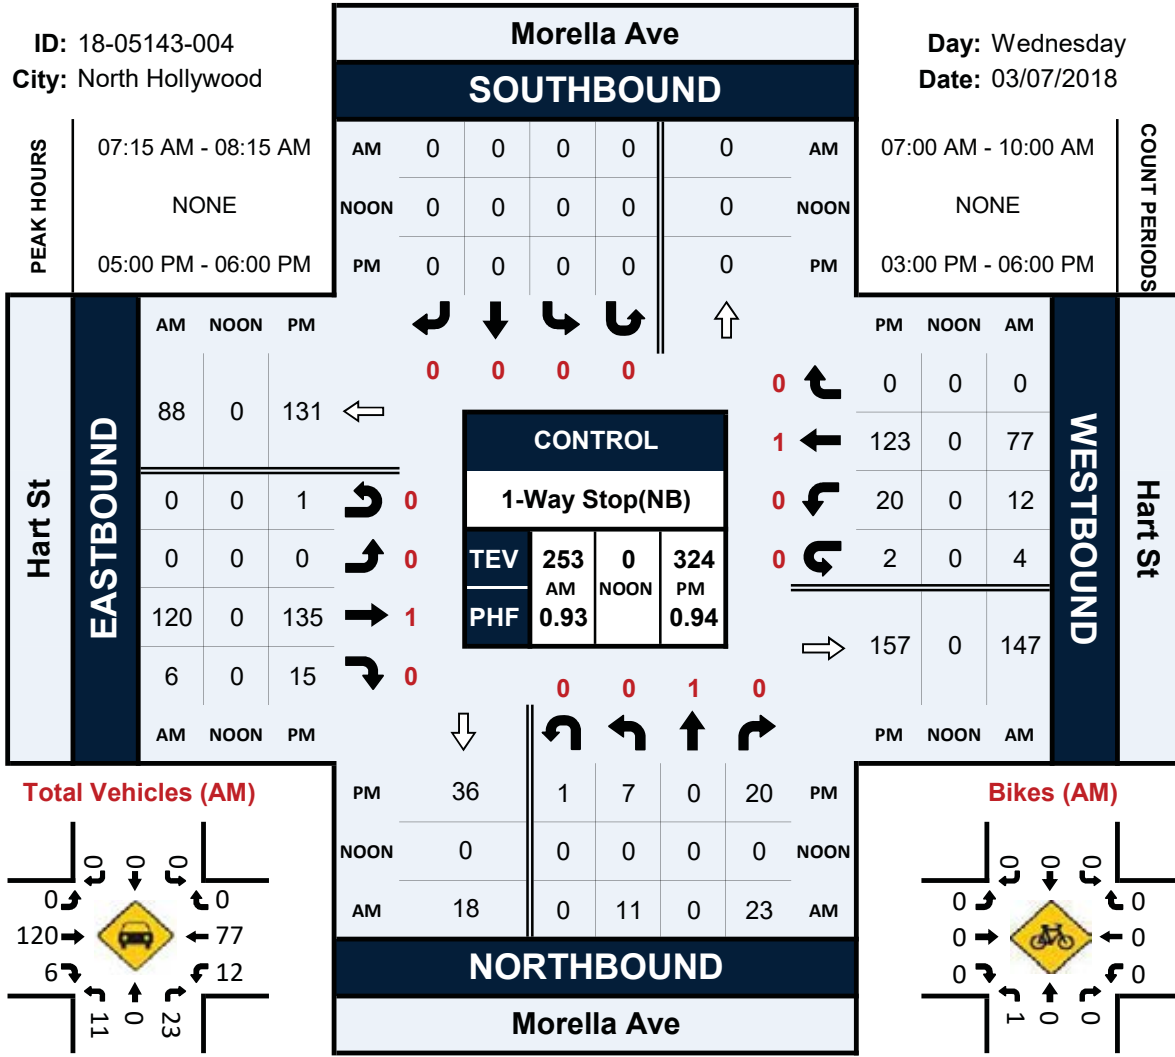 ID: 18-05143-004
City: North Hollywood
Morella Ave
SOUTHBOUND
Day: Wednesday
Date: 03/07/2018
PEAK HOURS
07:15 AM - 08:15 AM
NONE
05:00 PM - 06:00 PM
AM 0 0 0 0 0 AM
NOON 0 0 0 0 0 NOON
PM 0 0 0 0 0 PM
07:00 AM - 10:00 AM
NONE
03:00 PM - 06:00 PM
COUNT PERIODS
0 0 0 0
Hart St
EASTBOUND
AM NOON PM
88 0 131
0 0 1 0
0 0 0 0
120 0 135 1
6 0 15 0
AM NOON PM
CONTROL
1-Way Stop(NB)
TEV 253 0 324
AM NOON PM
PHF 0.93 0.94
PM NOON AM
0 0 0 0
1 123 0 77
0 20 0 12
0 2 0 4
157 0 147
PM NOON AM
WESTBOUND
Hart St
0 0 1 0
PM 36 1 7 0 20 PM
NOON 0 0 0 0 0 NOON
AM 18 0 11 0 23 AM
NORTHBOUND
Morella Ave
Total Vehicles (AM)
0 0 0
0 0
120 77
6 12
11 0 23
Bikes (AM)
0 0 0
0 0
0 0
0 0
1 0 0